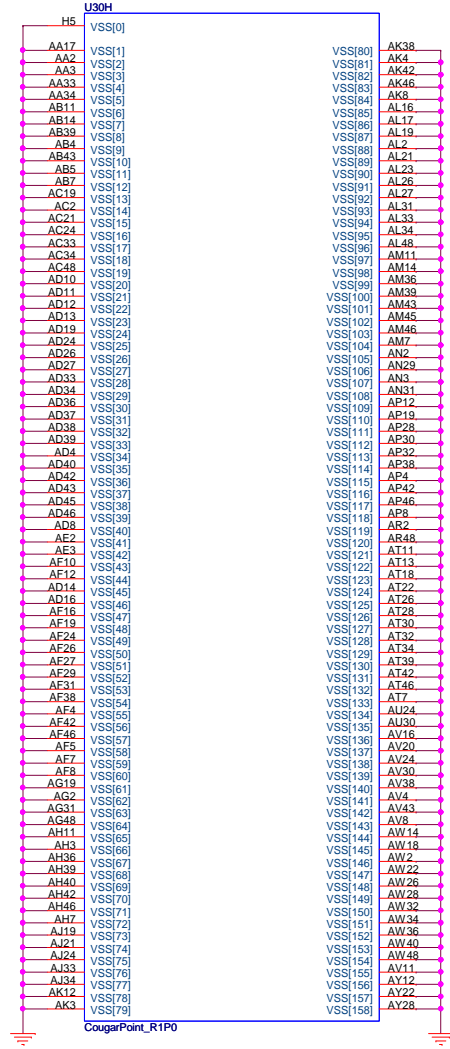 U30H
H5 VSS[0]
AA17 VSS[1] VSS[80] AK38
AA2 VSS[2] VSS[81] AK4
AA3 VSS[3] VSS[82] AK42
AA33 VSS[4] VSS[83] AK46
AA34 VSS[5] VSS[84] AK8
AB11 VSS[6] VSS[85] AL16
AB14 VSS[7] VSS[86] AL17
AB39 VSS[8] VSS[87] AL19
AB4 VSS[9] VSS[88] AL2
AB43 VSS[10] VSS[89] AL21
AB5 VSS[11] VSS[90] AL23
AB7 VSS[12] VSS[91] AL26
AC19 VSS[13] VSS[92] AL27
AC2 VSS[14] VSS[93] AL31
AC21 VSS[15] VSS[94] AL33
AC24 VSS[16] VSS[95] AL34
AC33 VSS[17] VSS[96] AL48
AC34 VSS[18] VSS[97] AM11
AC48 VSS[19] VSS[98] AM14
AD10 VSS[20] VSS[99] AM36
AD11 VSS[21] VSS[100] AM39
AD12 VSS[22] VSS[101] AM43
AD13 VSS[23] VSS[102] AM45
AD19 VSS[24] VSS[103] AM46
AD24 VSS[25] VSS[104] AM7
AD26 VSS[26] VSS[105] AN2
AD27 VSS[27] VSS[106] AN29
AD33 VSS[28] VSS[107] AN3
AD34 VSS[29] VSS[108] AN31
AD36 VSS[30] VSS[109] AP12
AD37 VSS[31] VSS[110] AP19
AD38 VSS[32] VSS[111] AP28
AD39 VSS[33] VSS[112] AP30
AD4 VSS[34] VSS[113] AP32
AD40 VSS[35] VSS[114] AP38
AD42 VSS[36] VSS[115] AP4
AD43 VSS[37] VSS[116] AP42
AD45 VSS[38] VSS[117] AP46
AD46 VSS[39] VSS[118] AP8
AD8 VSS[40] VSS[119] AR2
AE2 VSS[41] VSS[120] AR48
AE3 VSS[42] VSS[121] AT11
AF10 VSS[43] VSS[122] AT13
AF12 VSS[44] VSS[123] AT18
AD14 VSS[45] VSS[124] AT22
AD16 VSS[46] VSS[125] AT26
AF16 VSS[47] VSS[126] AT28
AF19 VSS[48] VSS[127] AT30
AF24 VSS[49] VSS[128] AT32
AF26 VSS[50] VSS[129] AT34
AF27 VSS[51] VSS[130] AT39
AF29 VSS[52] VSS[131] AT42
AF31 VSS[53] VSS[132] AT46
AF38 VSS[54] VSS[133] AT7
AF4 VSS[55] VSS[134] AU24
AF42 VSS[56] VSS[135] AU30
AF46 VSS[57] VSS[136] AV16
AF5 VSS[58] VSS[137] AV20
AF7 VSS[59] VSS[138] AV24
AF8 VSS[60] VSS[139] AV30
AG19 VSS[61] VSS[140] AV38
AG2 VSS[62] VSS[141] AV4
AG31 VSS[63] VSS[142] AV43
AG48 VSS[64] VSS[143] AV8
AH11 VSS[65] VSS[144] AW14
AH3 VSS[66] VSS[145] AW18
AH36 VSS[67] VSS[146] AW2
AH39 VSS[68] VSS[147] AW22
AH40 VSS[69] VSS[148] AW26
AH42 VSS[70] VSS[149] AW28
AH46 VSS[71] VSS[150] AW32
AH7 VSS[72] VSS[151] AW34
AJ19 VSS[73] VSS[152] AW36
AJ21 VSS[74] VSS[153] AW40
AJ24 VSS[75] VSS[154] AW48
AJ33 VSS[76] VSS[155] AV11
AJ34 VSS[77] VSS[156] AY12
AK12 VSS[78] VSS[157] AY22
AK3 VSS[79] VSS[158] AY28
CougarPoint_R1P0